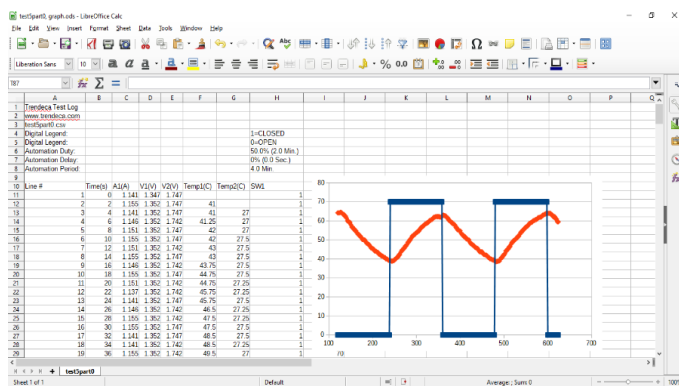 test5part0, graph.ods - LibreOffice Calc
File Edit View Insert Format Sheet Data Tools Window Help
Liberation Sans 10 % 0.0
T87 Σ =
A B C D E F G H I J K L M N O P Q
1 Trendeca Test Log
2 www.trendeca.com
3 test5part0.csv
4 Digital Legend: 1=CLOSED
5 Digital Legend: 0=OPEN
6 Automation Duty: 50.0% (2.0 Min.)
7 Automation Delay: 0% (0.0 Sec.)
8 Automation Period: 4.0 Min.
9
10 Line # Time(s) A1(A) V1(V) V2(V) Temp1(C) Temp2(C) SW1
11 1 0 1.141 1.347 1.747 1
12 2 2 1.155 1.352 1.747 41 1
13 3 4 1.141 1.352 1.747 41 27 1
14 4 6 1.146 1.352 1.742 41.25 27 1
15 5 8 1.151 1.352 1.747 42 27 1
16 6 10 1.155 1.352 1.747 42 27.5 1
17 7 12 1.151 1.352 1.742 43 27.5 1
18 8 14 1.155 1.352 1.747 43 27.5 1
19 9 16 1.146 1.352 1.742 43.75 27.5 1
20 10 18 1.155 1.352 1.742 44.75 27.5 1
21 11 20 1.151 1.352 1.742 44.75 27.25 1
22 12 22 1.137 1.352 1.742 45.75 27.25 1
23 13 24 1.141 1.352 1.742 45.75 27.5 1
24 14 26 1.146 1.352 1.742 46.5 27.25 1
25 15 28 1.155 1.352 1.742 47.5 27.25 1
26 16 30 1.155 1.352 1.742 47.5 27.5 1
27 17 32 1.141 1.352 1.742 48.5 27.5 1
28 18 34 1.141 1.352 1.742 48.5 27.25 1
29 19 36 1.155 1.352 1.742 49.5 27 1
80
70
60
50
40
30
20
10
0
100 200 300 400 500 600 700
test5part0
Sheet 1 of 1 Default Average: ; Sum: 0 100%